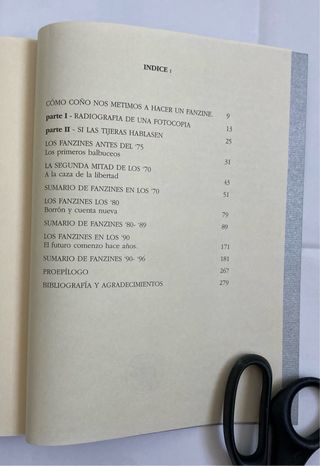 INDICE :
CÓMO COÑO NOS METIMOS A HACER UN FANZINE. 9
parte I - RADIOGRAFIA DE UNA FOTOCOPIA 13
parte II - SI LAS TIJERAS HABLASEN 25
LOS FANZINES ANTES DEL '75
Los primeros balbuceos 31
LA SEGUNDA MITAD DE LOS '70
A la caza de la libertad 43
SUMARIO DE FANZINES EN LOS '70 51
LOS FANZINES LOS '80
Borrón y cuenta nueva 79
SUMARIO DE FANZINES '80- '89 89
LOS FANZINES EN LOS '90
El futuro comenzo hace años. 171
SUMARIO DE FANZINES '90- '96 181
PROEPÍLOGO 267
BIBLIOGRAFÍA Y AGRADECIMIENTOS. 279